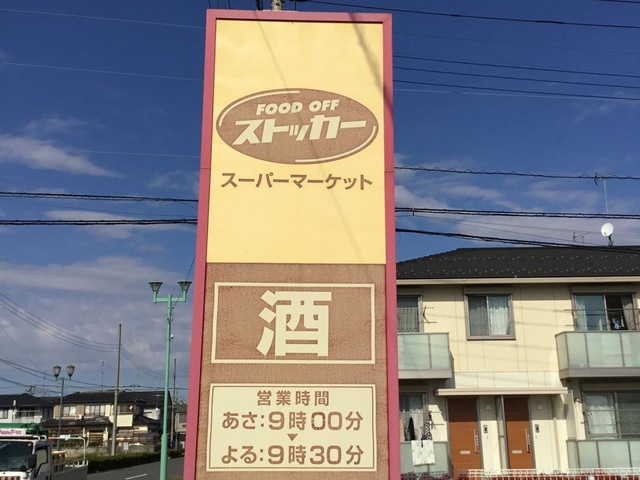 FOOD OFF
ストッカー
スーパーマーケット
酒
営業時間
あさ:9時00分
▼
よる:9時30分